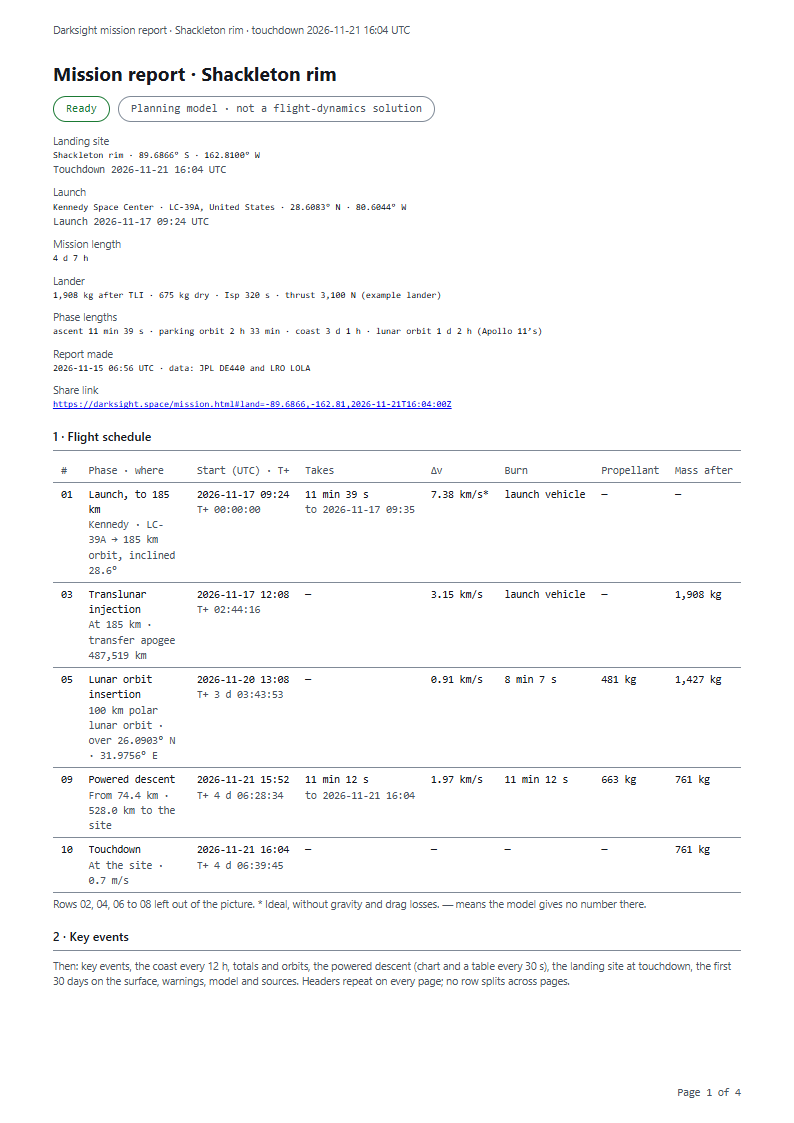 Darksight mission report · Shackleton rim · touchdown 2026-11-21 16:04 UTC
Mission report · Shackleton rim
Ready
Planning model · not a flight-dynamics solution
Landing site
Shackleton rim · 89.6866° S · 162.8100° W
Touchdown 2026-11-21 16:04 UTC
Launch
Kennedy Space Center · LC-39A, United States · 28.6083° N · 80.6044° W
Launch 2026-11-17 09:24 UTC
Mission length
4 d 7 h
Lander
1,908 kg after TLI · 675 kg dry · Isp 320 s · thrust 3,100 N (example lander)
Phase lengths
ascent 11 min 39 s · parking orbit 2 h 33 min · coast 3 d 1 h · lunar orbit 1 d 2 h (Apollo 11’s)
Report made
2026-11-15 06:56 UTC · data: JPL DE440 and LRO LOLA
Share link
https://darksight.space/mission.html#land=-89.6866,-162.81,2026-11-21T16:04:00Z
1 · Flight schedule
# Phase · where Start (UTC) · T+ Takes Δv Burn Propellant Mass after
01 Launch, to 185 2026-11-17 09:24 11 min 39 s 7.38 km/s* launch vehicle — —
km T+ 00:00:00 to 2026-11-17 09:35
Kennedy · LC-
39A → 185 km
orbit, inclined
28.6°
03 Translunar 2026-11-17 12:08 — 3.15 km/s launch vehicle — 1,908 kg
injection T+ 02:44:16
At 185 km ·
transfer apogee
487,519 km
05 Lunar orbit 2026-11-20 13:08 — 0.91 km/s 8 min 7 s 481 kg 1,427 kg
insertion T+ 3 d 03:43:53
100 km polar
lunar orbit ·
over 26.0903° N
· 31.9756° E
09 Powered descent 2026-11-21 15:52 11 min 12 s 1.97 km/s 11 min 12 s 663 kg 761 kg
From 74.4 km · T+ 4 d 06:28:34 to 2026-11-21 16:04
528.0 km to the
site
10 Touchdown 2026-11-21 16:04 — — — — 761 kg
At the site · T+ 4 d 06:39:45
0.7 m/s
Rows 02, 04, 06 to 08 left out of the picture. * Ideal, without gravity and drag losses. — means the model gives no number there.
2 · Key events
Then: key events, the coast every 12 h, totals and orbits, the powered descent (chart and a table every 30 s), the landing site at touchdown, the first
30 days on the surface, warnings, model and sources. Headers repeat on every page; no row splits across pages.
Page 1 of 4